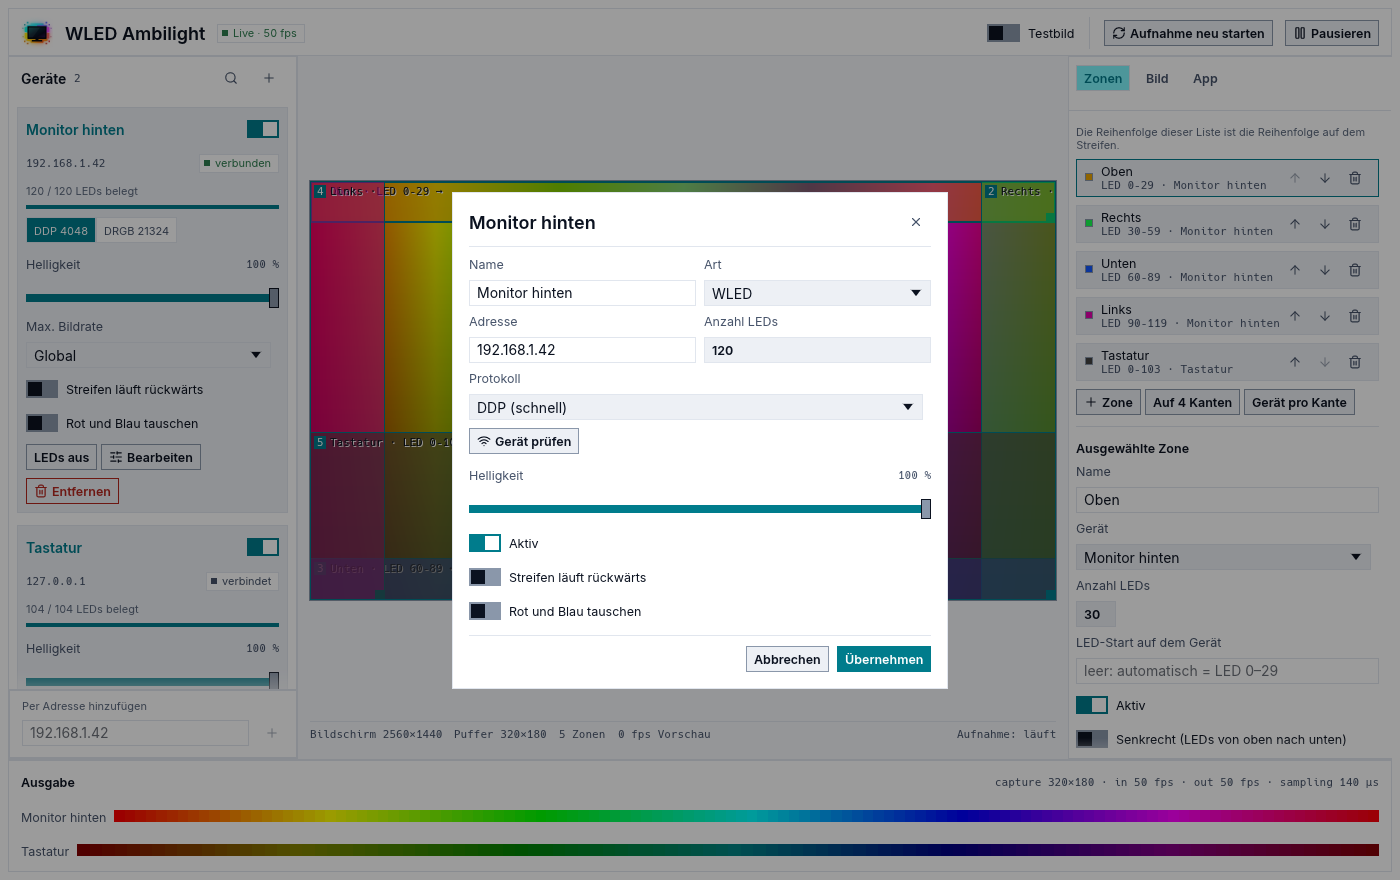 WLED Ambilight
Live · 50 fps
Testbild
Aufnahme neu starten
Pausieren
Geräte 2
Monitor hinten
192.168.1.42
verbunden
120 / 120 LEDs belegt
DDP 4048
DRGB 21324
Helligkeit
100 %
Max. Bildrate
Global
Streifen läuft rückwärts
Rot und Blau tauschen
LEDs aus
Bearbeiten
Entfernen
Tastatur
127.0.0.1
verbindet
104 / 104 LEDs belegt
Helligkeit
100 %
Per Adresse hinzufügen
192.168.1.42
4 Links · LED 0-29 →
2 Rechts ·
5 Tastatur · LED 0-10
3 Unten · LED 60-89
Monitor hinten
Name
Art
Monitor hinten
WLED
Adresse
Anzahl LEDs
192.168.1.42
120
Protokoll
DDP (schnell)
Gerät prüfen
Helligkeit
100 %
Aktiv
Streifen läuft rückwärts
Rot und Blau tauschen
Abbrechen
Übernehmen
Bildschirm 2560×1440 Puffer 320×180 5 Zonen 0 fps Vorschau
Aufnahme: läuft
Zonen
Bild
App
Die Reihenfolge dieser Liste ist die Reihenfolge auf dem
Streifen.
Oben
LED 0-29 · Monitor hinten
Rechts
LED 30-59 · Monitor hinten
Unten
LED 60-89 · Monitor hinten
Links
LED 90-119 · Monitor hinten
Tastatur
LED 0-103 · Tastatur
Zone
Auf 4 Kanten
Gerät pro Kante
Ausgewählte Zone
Name
Oben
Gerät
Monitor hinten
Anzahl LEDs
30
LED-Start auf dem Gerät
leer: automatisch = LED 0–29
Aktiv
Senkrecht (LEDs von oben nach unten)
Ausgabe
capture 320×180 · in 50 fps · out 50 fps · sampling 140 µs
Monitor hinten
Tastatur